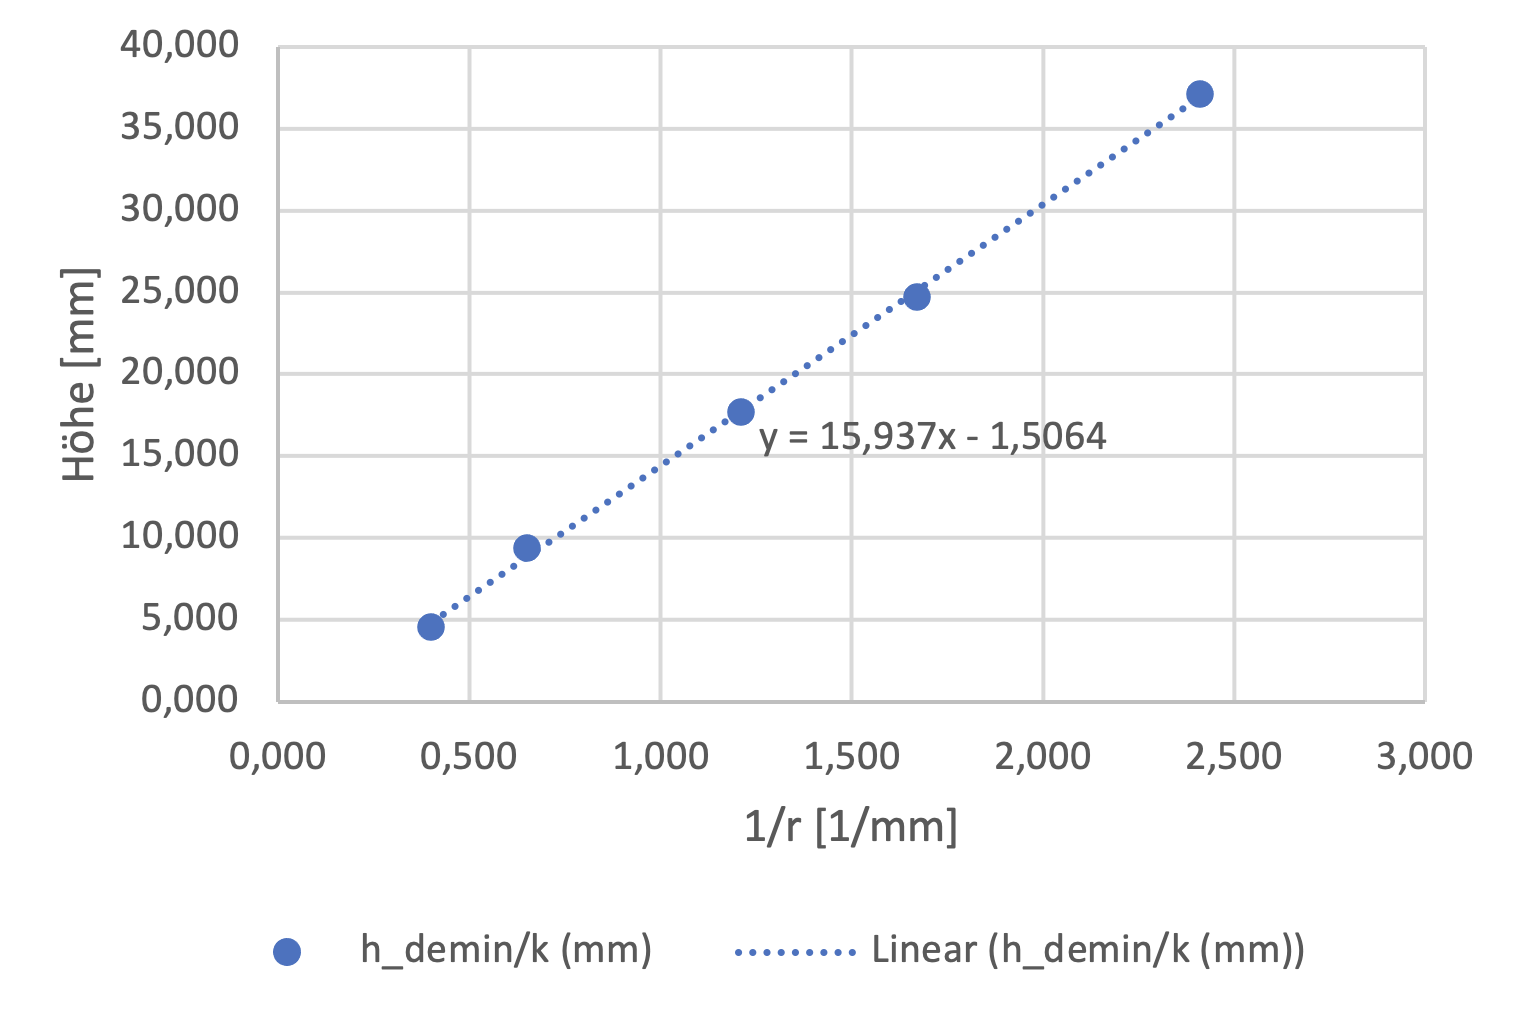 40,000
35,000
30,000
25,000
20,000
15,000
10,000
5,000
0,000
Höhe [mm]
y = 15,937x - 1,5064
0,000 0,500 1,000 1,500 2,000 2,500 3,000
1/r [1/mm]
h_demin/k (mm) Linear (h_demin/k (mm))